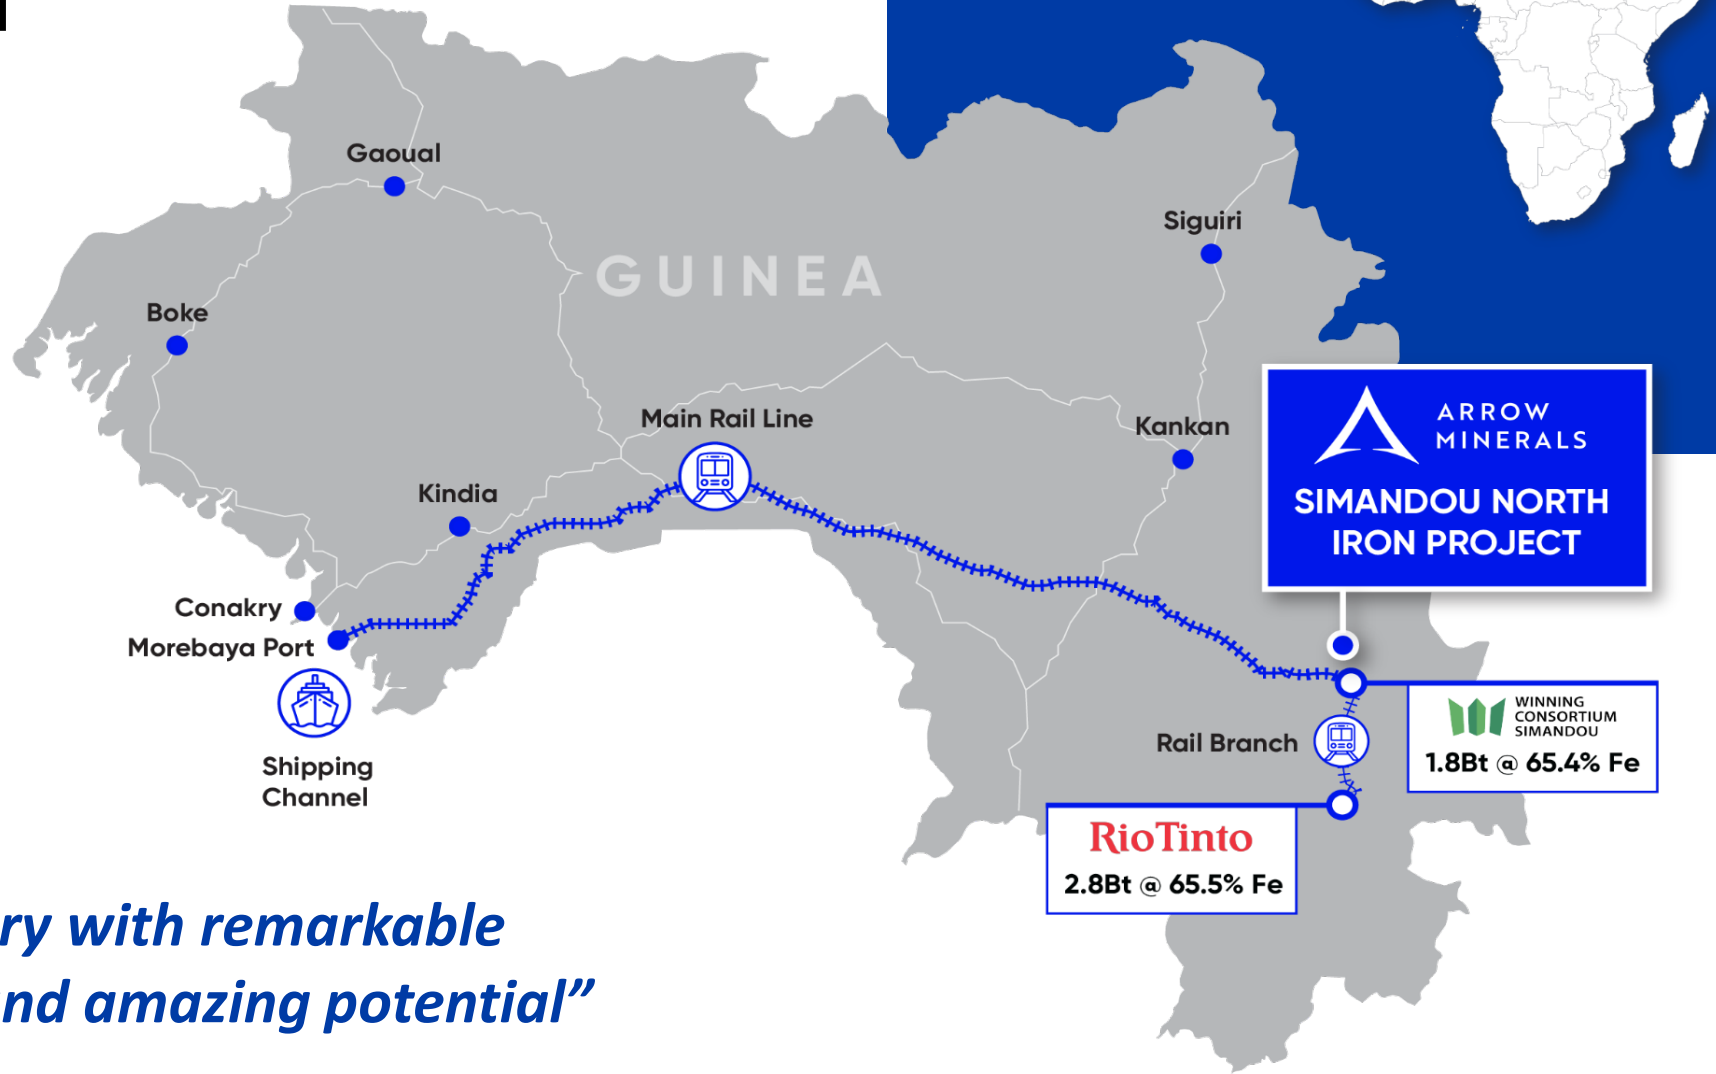 Gaoual
Siguiri
GUINEA
Boke
Main Rail Line
Kankan
ARROW
MINERALS
SIMANDOU NORTH
IRON PROJECT
Kindia
Conakry
Morebaya Port
Shipping
Channel
Rail Branch
WINNING
CONSORTIUM
SIMANDOU
1.8Bt @ 65.4% Fe
RioTinto
2.8Bt @ 65.5% Fe
ry with remarkable
nd amazing potential”